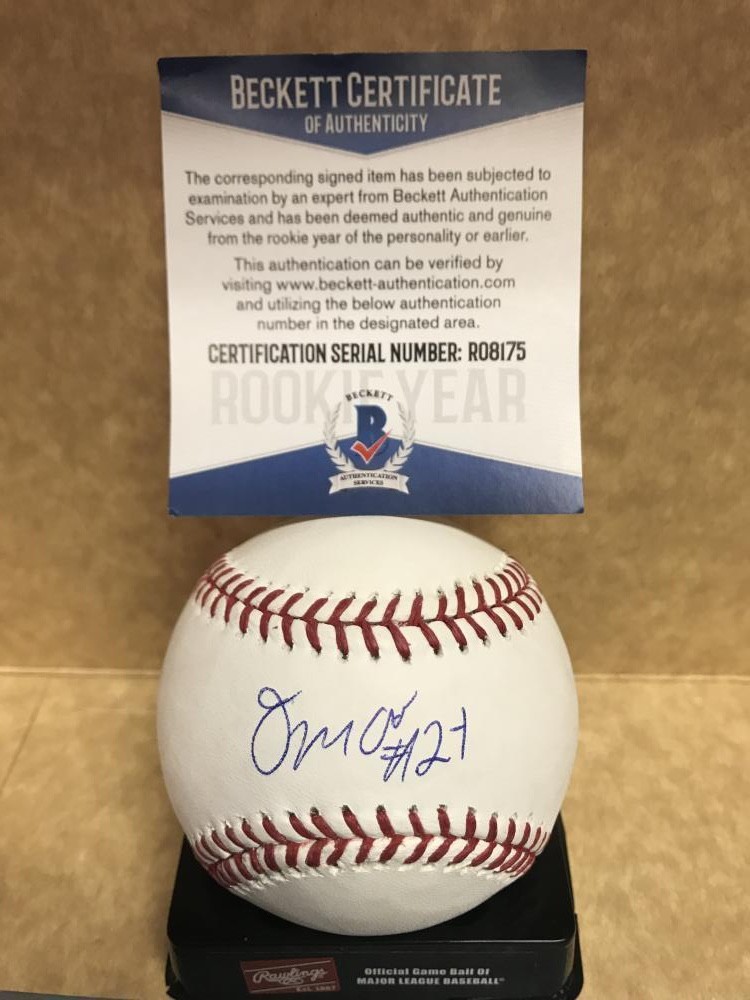 BECKETT CERTIFICATE
OF AUTHENTICITY
The corresponding signed item has been subjected to
examination by an expert from Beckett Authentication
Services and has been deemed authentic and genuine
from the rookie year of the personality or earlier.
This authentication can be verified by
visiting www.beckett-authentication.com
and utilizing the below authentication
number in the designated area.
CERTIFICATION SERIAL NUMBER: R08175
ROOKIE YEAR
BECKETT
B
AUTHENTICATION
SERVICES
Rawlings
EST. 1887
Official Game Ball Of
MAJOR LEAGUE BASEBALL